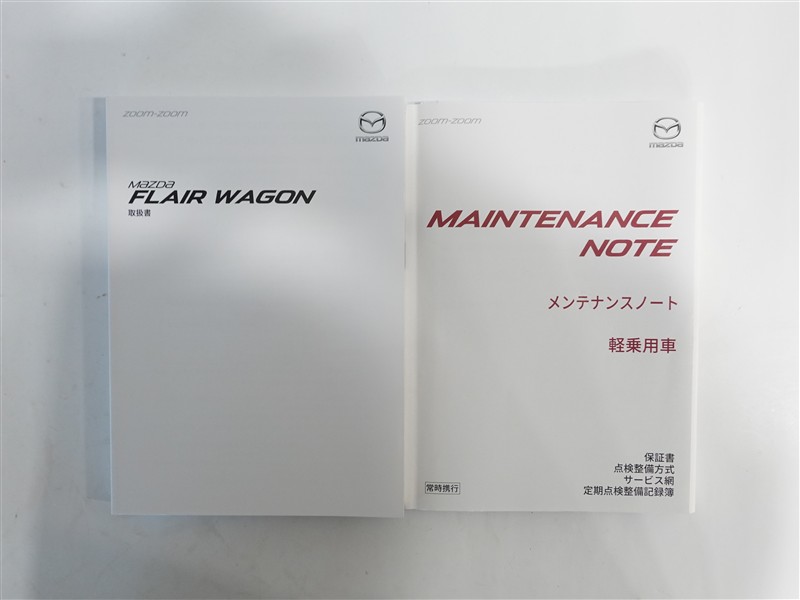 zoom-zoom
mazda
mazda
FLAIR WAGON
取扱書
zoom-zoom
mazda
MAINTENANCE
NOTE
メンテナンスノート
軽乗用車
保証書
点検整備方式
サービス網
定期点検整備記録簿
常時携行